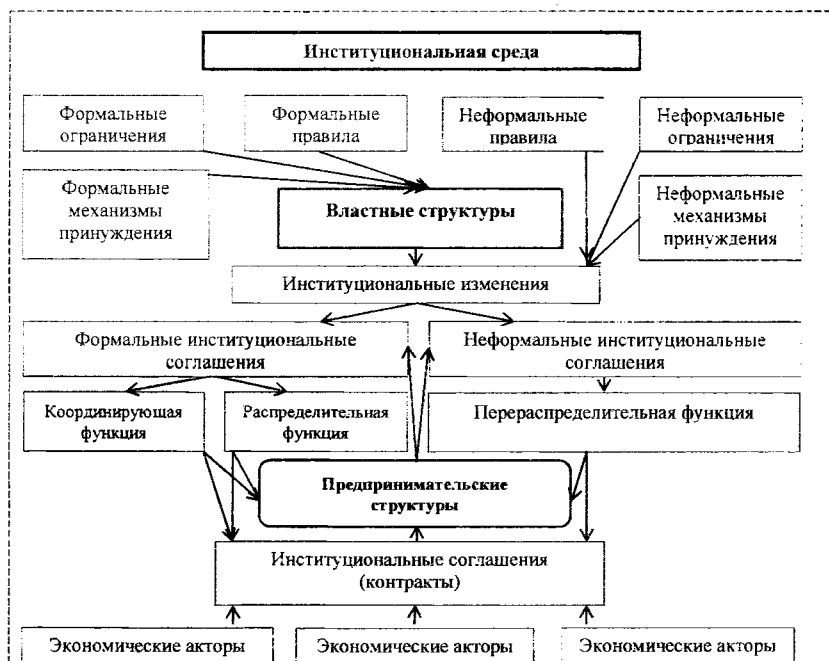 Институциональная среда
Формальные
ограничения
Формальные
правила
Неформальные
правила
Неформальные
ограничения
Формальные
механизмы
принуждения
Властные структуры
Неформальные
механизмы
принуждения
Институциональные изменения
Формальные институциональные
соглашения
Неформальные институциональные
соглашения
Координирующая
функция
Распределительная
функция
Перераспределительная функция
Предпринимательские
структуры
Институциональные соглашения
(контракты)
Экономические акторы
Экономические акторы
Экономические акторы